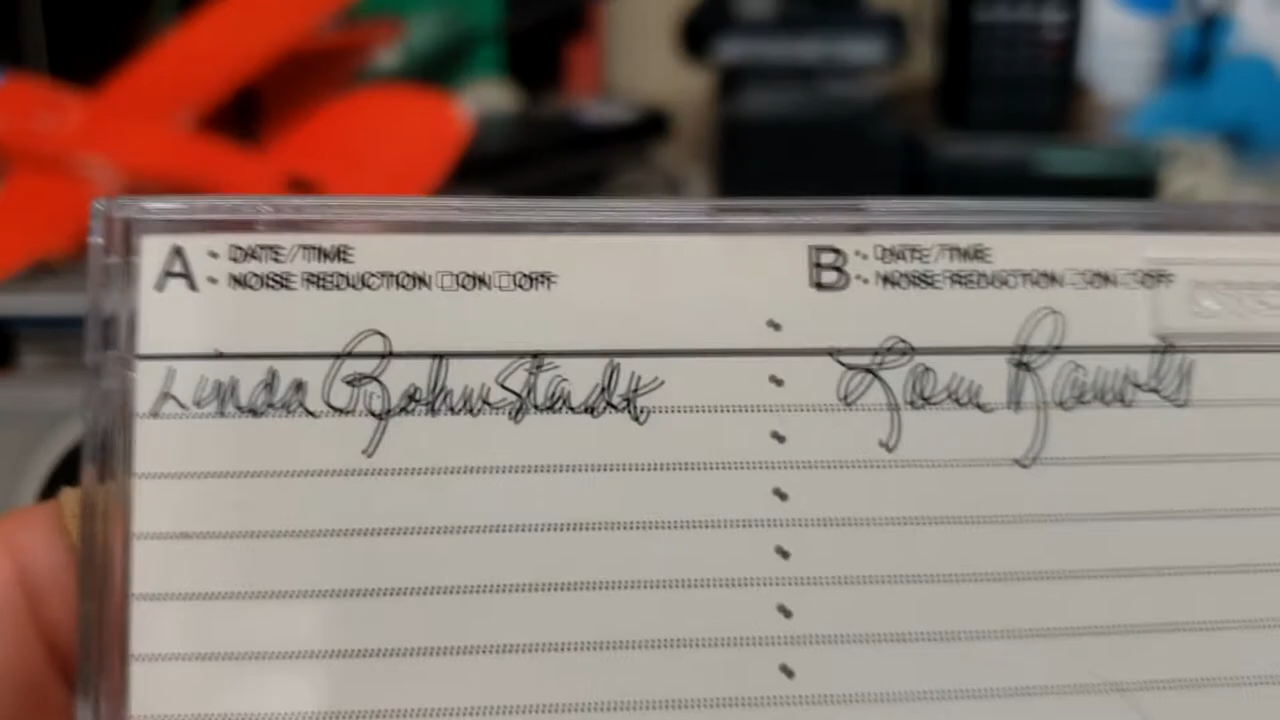 A - DATE/TIME
- NOISE REDUCTION □ON □OFF
B - DATE/TIME
- NOISE REDUCTION □ON □OFF
Linda Rohnstadt
Lou Rawls